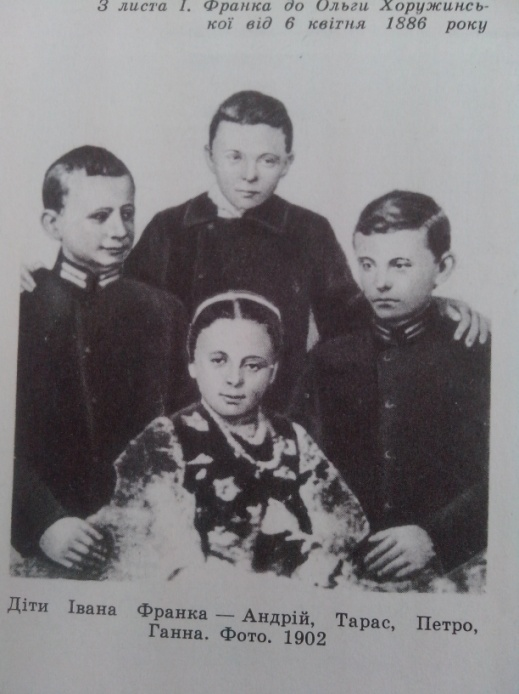 З листа І. Франка до Ольги Хоружинсь-
кої від 6 квітня 1886 року
Діти Івана Франка — Андрій, Тарас, Петро,
Ганна. Фото. 1902